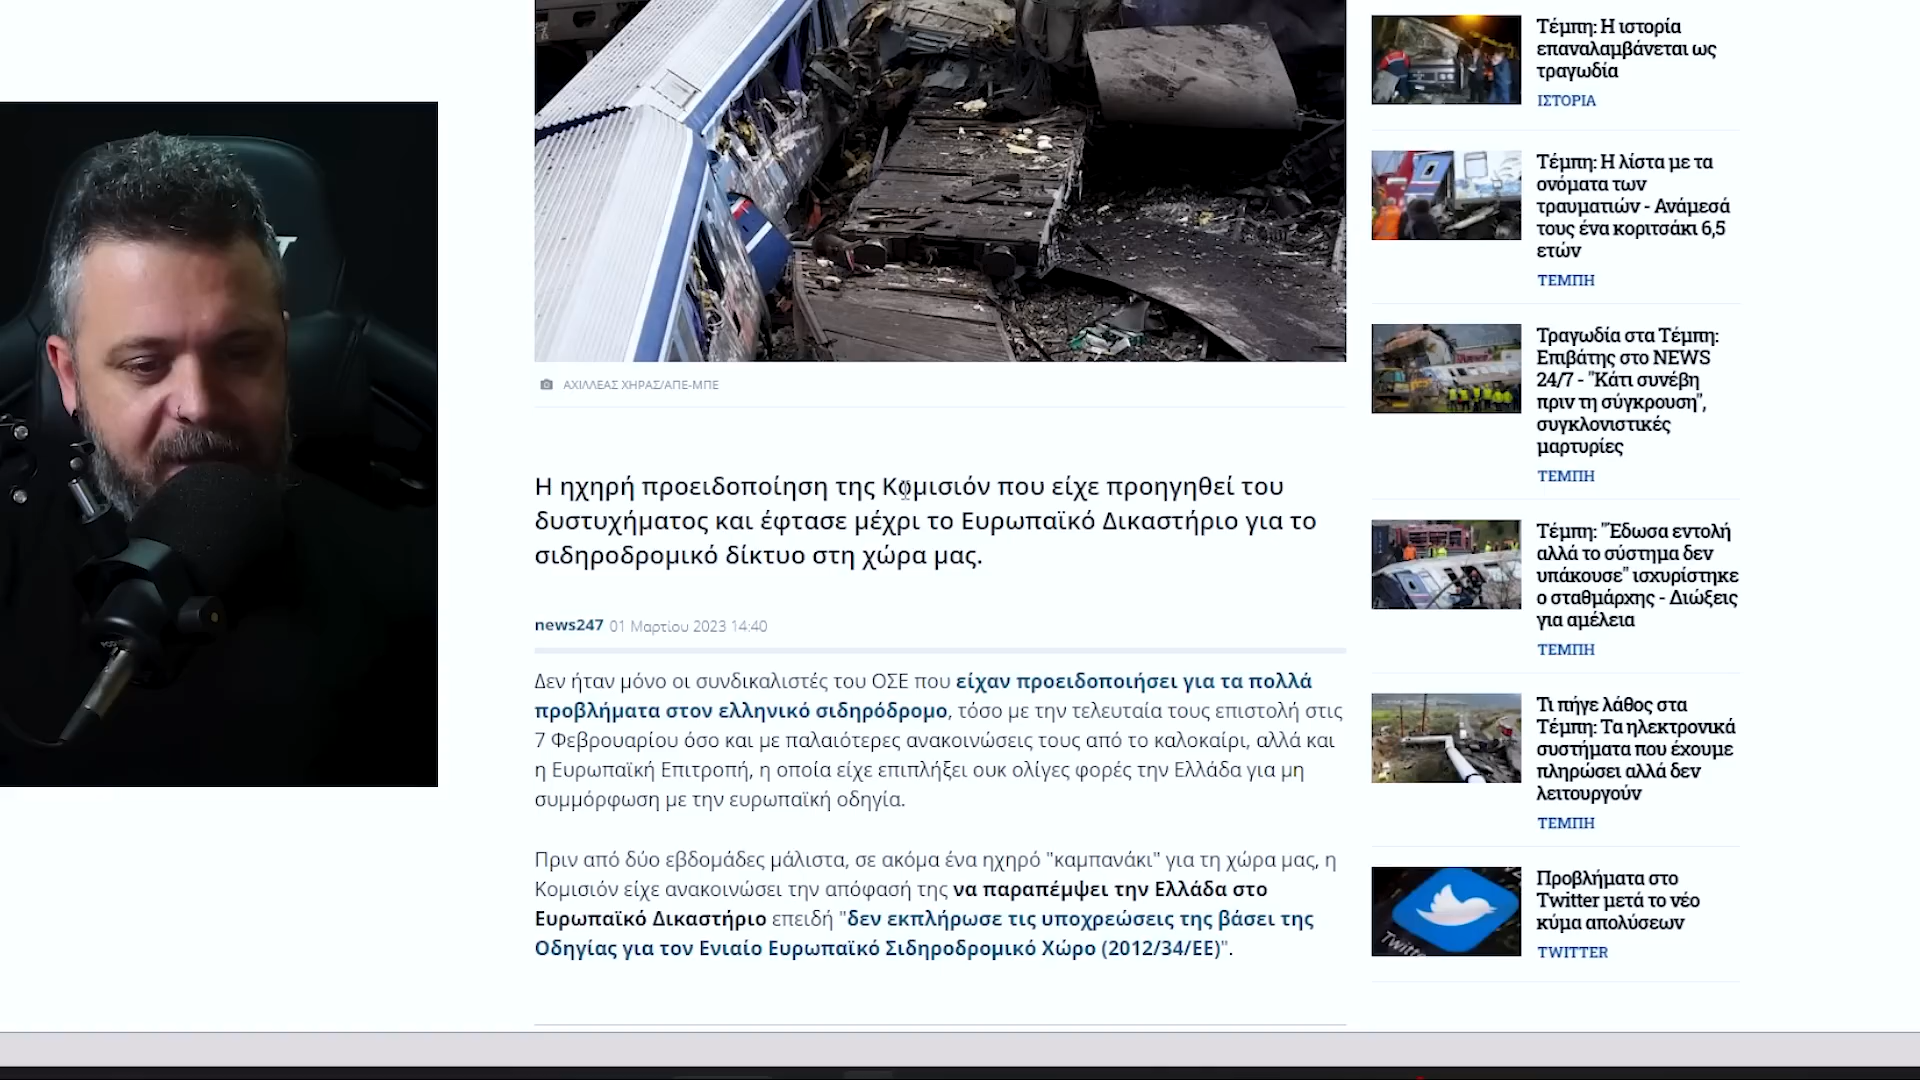 ΑΧΙΛΛΕΑΣ ΧΗΡΑΣ/ΑΠΕ-ΜΠΕ
Η ηχηρή προειδοποίηση της Κομισιόν που είχε προηγηθεί του
δυστυχήματος και έφτασε μέχρι το Ευρωπαϊκό Δικαστήριο για το
σιδηροδρομικό δίκτυο στη χώρα μας.
news247 01 Μαρτίου 2023 14:40
Δεν ήταν μόνο οι συνδικαλιστές του ΟΣΕ που είχαν προειδοποιήσει για τα πολλά
προβλήματα στον ελληνικό σιδηρόδρομο, τόσο με την τελευταία τους επιστολή στις
7 Φεβρουαρίου όσο και με παλαιότερες ανακοινώσεις τους από το καλοκαίρι, αλλά και
η Ευρωπαϊκή Επιτροπή, η οποία είχε επιπλήξει ουκ ολίγες φορές την Ελλάδα για μη
συμμόρφωση με την ευρωπαϊκή οδηγία.
Πριν από δύο εβδομάδες μάλιστα, σε ακόμα ένα ηχηρό "καμπανάκι" για τη χώρα μας, η
Κομισιόν είχε ανακοινώσει την απόφασή της να παραπέμψει την Ελλάδα στο
Ευρωπαϊκό Δικαστήριο επειδή "δεν εκπλήρωσε τις υποχρεώσεις της βάσει της
Οδηγίας για τον Ενιαίο Ευρωπαϊκό Σιδηροδρομικό Χώρο (2012/34/ΕΕ)".
Τέμπη: Η ιστορία
επαναλαμβάνεται ως
τραγωδία
ΙΣΤΟΡΙΑ
Τέμπη: Η λίστα με τα
ονόματα των
τραυματιών - Ανάμεσά
τους ένα κοριτσάκι 6,5
ετών
ΤΕΜΠΗ
Τραγωδία στα Τέμπη:
Επιβάτης στο NEWS
24/7 - "Κάτι συνέβη
πριν τη σύγκρουση",
συγκλονιστικές
μαρτυρίες
ΤΕΜΠΗ
Τέμπη: "Έδωσα εντολή
αλλά το σύστημα δεν
υπάκουσε" ισχυρίστηκε
ο σταθμάρχης - Διώξεις
για αμέλεια
ΤΕΜΠΗ
Τι πήγε λάθος στα
Τέμπη: Τα ηλεκτρονικά
συστήματα που έχουμε
πληρώσει αλλά δεν
λειτουργούν
ΤΕΜΠΗ
Twitter
Προβλήματα στο
Twitter μετά το νέο
κύμα απολύσεων
TWITTER